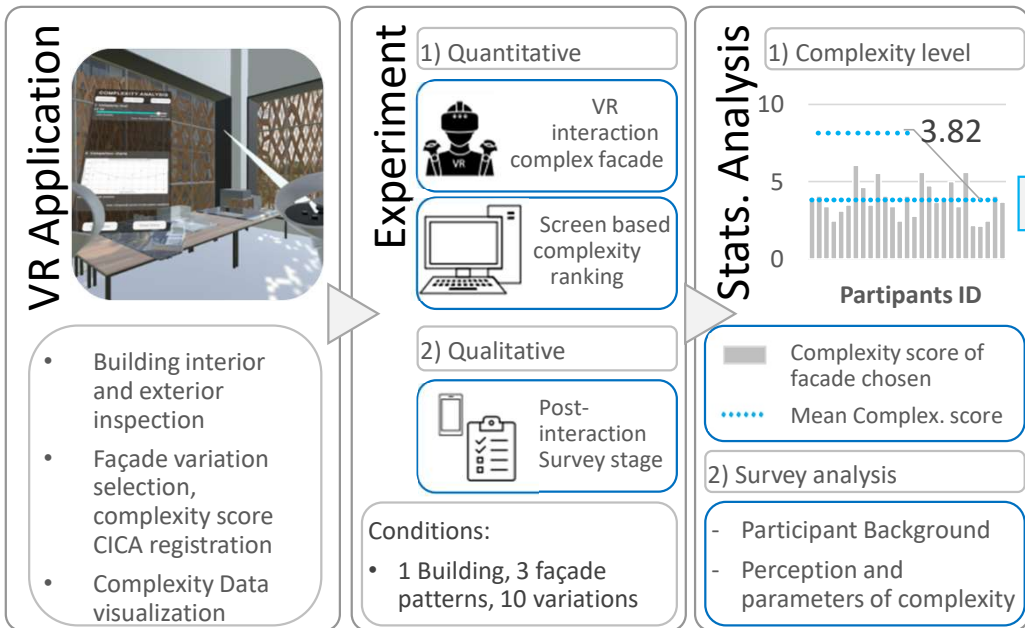 VR Application
COMPLEXITY ANALYSIS
• Building interior
and exterior
inspection
• Façade variation
selection,
complexity score
CICA registration
• Complexity Data
visualization
Experiment
1) Quantitative
VR
VR
interaction
complex facade
Screen based
complexity
ranking
2) Qualitative
Post-
interaction
Survey stage
Conditions:
• 1 Building, 3 façade
patterns, 10 variations
Stats. Analysis
1) Complexity level
10
3.82
5
0
Partipants ID
Complexity score of
facade chosen
Mean Complex. score
2) Survey analysis
- Participant Background
- Perception and
parameters of complexity